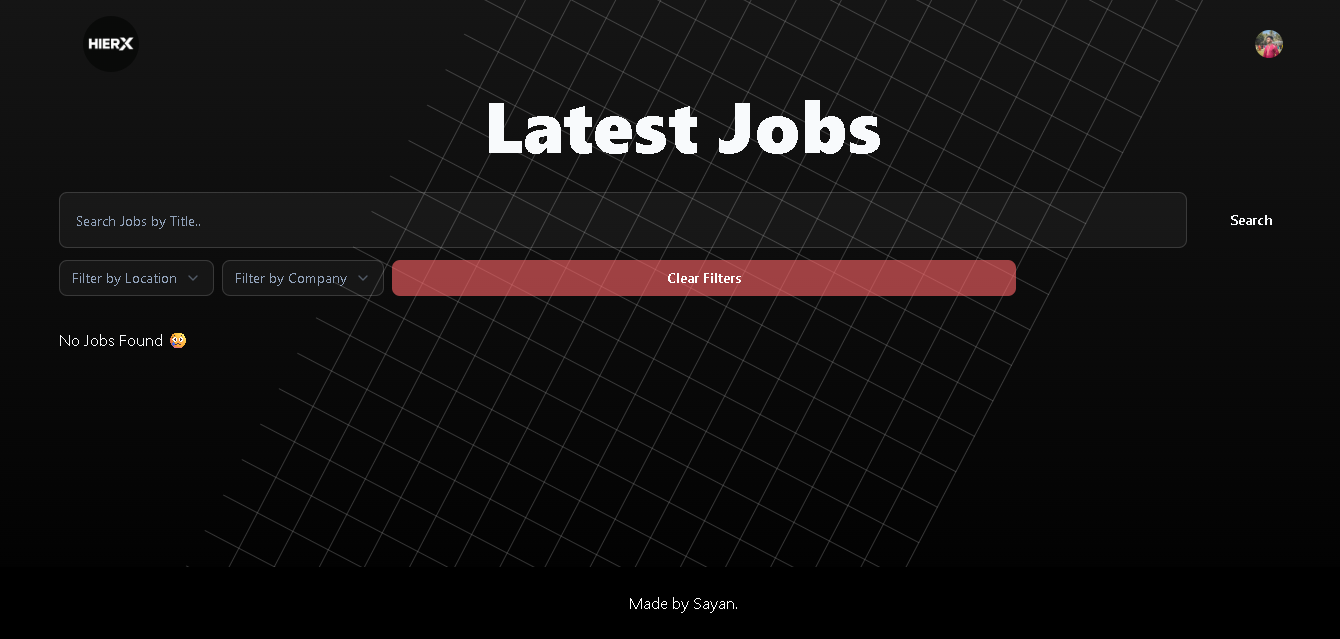 HIERX
Latest Jobs
Search Jobs by Title..
Search
Filter by Location
Filter by Company
Clear Filters
No Jobs Found 🥵
Made by Sayan.